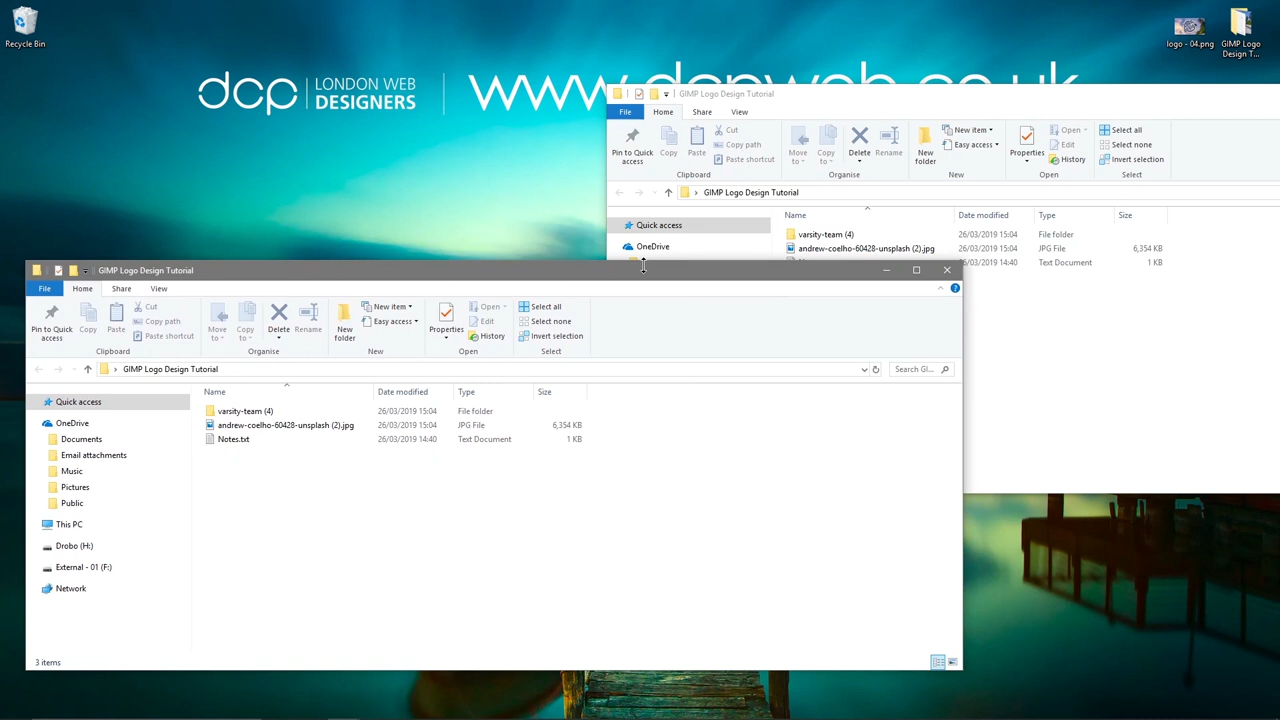 Recycle Bin
logo - 04.png
GIMP Logo
Design T...
dcp LONDON WEB
DESIGNERS
www.dcpweb.co.uk
GIMP Logo Design Tutorial
File Home Share View
Pin to Quick
access
Copy
Paste
Cut
Copy path
Paste shortcut
Move
to
Copy
to
Delete
Rename
New
folder
New item
Easy access
Properties
Open
Edit
History
Select all
Select none
Invert selection
Clipboard Organise New Open Select
GIMP Logo Design Tutorial
Name Date modified Type Size
Quick access
OneDrive
varsity-team (4) 26/03/2019 15:04 File folder
andrew-coelho-60428-unsplash (2).jpg 26/03/2019 15:04 JPG File 6,354 KB
26/03/2019 14:40 Text Document 1 KB
GIMP Logo Design Tutorial
File Home Share View
Pin to Quick
access
Copy
Paste
Cut
Copy path
Paste shortcut
Move
to
Copy
to
Delete
Rename
New
folder
New item
Easy access
Properties
Open
Edit
History
Select all
Select none
Invert selection
Clipboard Organise New Open Select
GIMP Logo Design Tutorial
Search Gl...
Name Date modified Type Size
varsity-team (4) 26/03/2019 15:04 File folder
andrew-coelho-60428-unsplash (2).jpg 26/03/2019 15:04 JPG File 6,354 KB
Notes.txt 26/03/2019 14:40 Text Document 1 KB
Quick access
OneDrive
Documents
Email attachments
Music
Pictures
Public
This PC
Drobo (H:)
External - 01 (F:)
Network
3 items